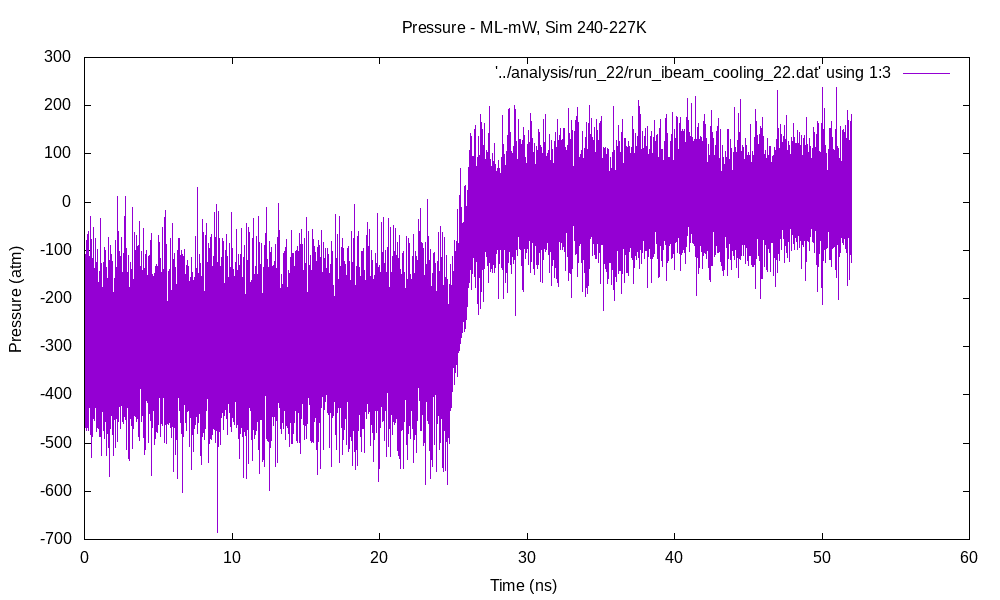 Pressure - ML-mW, Sim 240-227K
'../analysis/run_22/run_ibeam_cooling_22.dat' using 1:3
300
200
100
0
-100
-200
-300
-400
-500
-600
-700
Pressure (atm)
0 10 20 30 40 50 60
Time (ns)